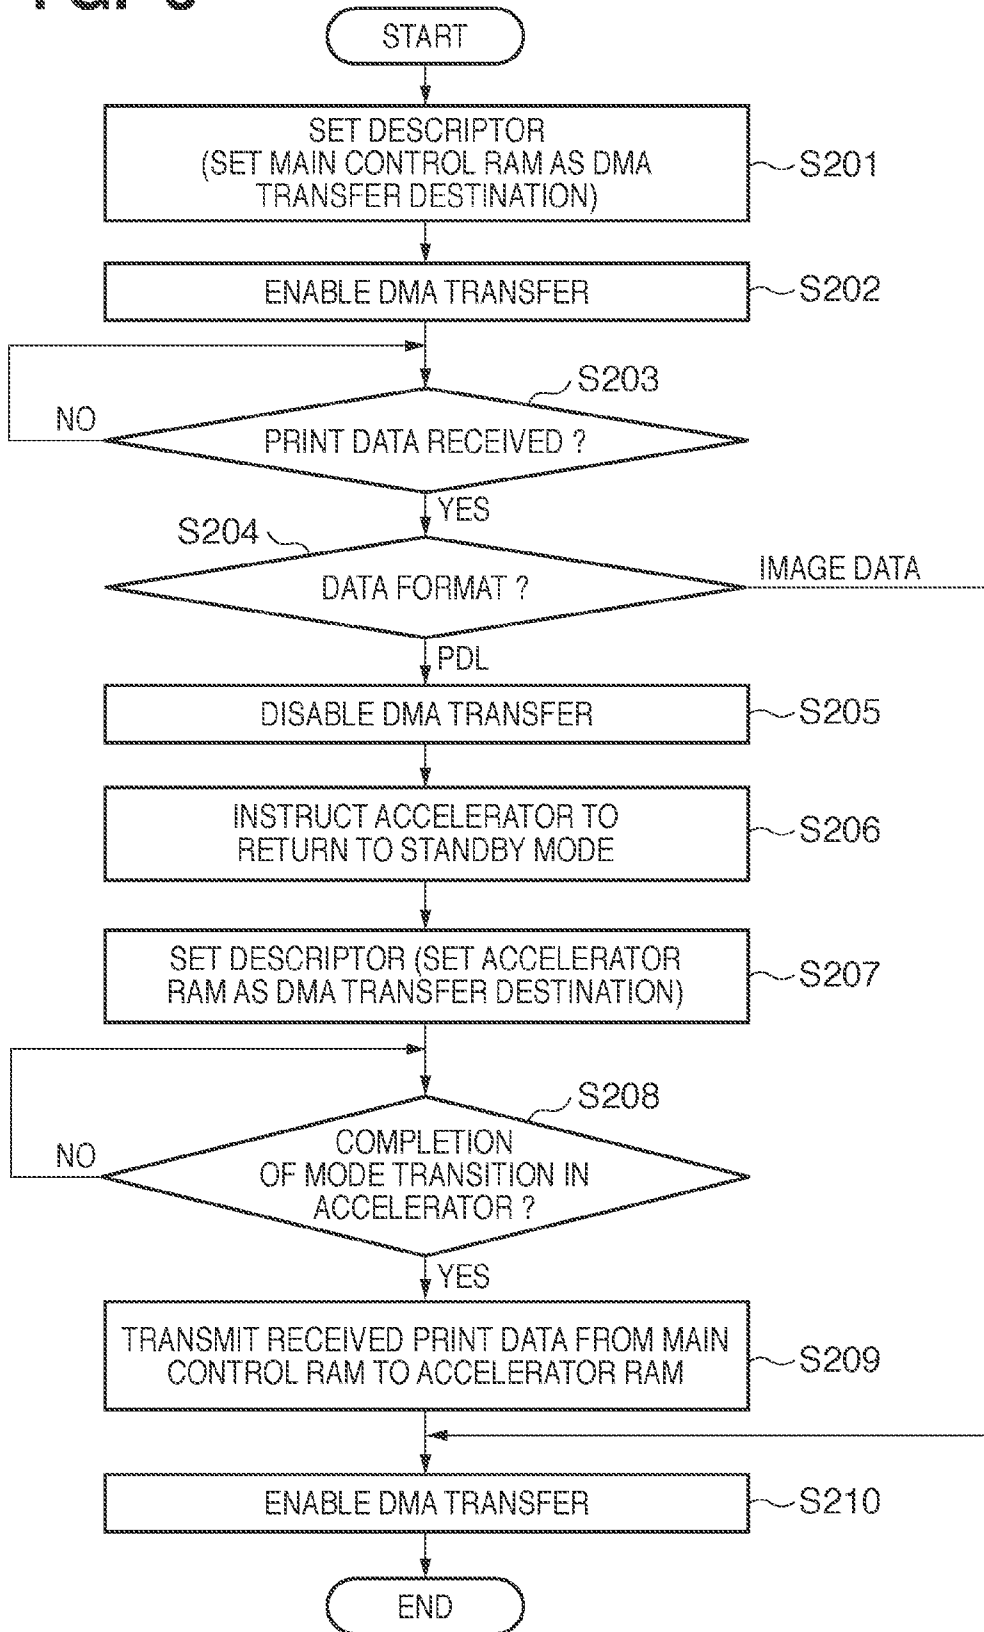 START
SET DESCRIPTOR
(SET MAIN CONTROL RAM AS DMA
TRANSFER DESTINATION)
S201
ENABLE DMA TRANSFER
S202
S203
NO
PRINT DATA RECEIVED ?
YES
S204
DATA FORMAT ?
IMAGE DATA
PDL
DISABLE DMA TRANSFER
S205
INSTRUCT ACCELERATOR TO
RETURN TO STANDBY MODE
S206
SET DESCRIPTOR (SET ACCELERATOR
RAM AS DMA TRANSFER DESTINATION)
S207
S208
NO
COMPLETION
OF MODE TRANSITION IN
ACCELERATOR ?
YES
TRANSMIT RECEIVED PRINT DATA FROM MAIN
CONTROL RAM TO ACCELERATOR RAM
S209
ENABLE DMA TRANSFER
S210
END